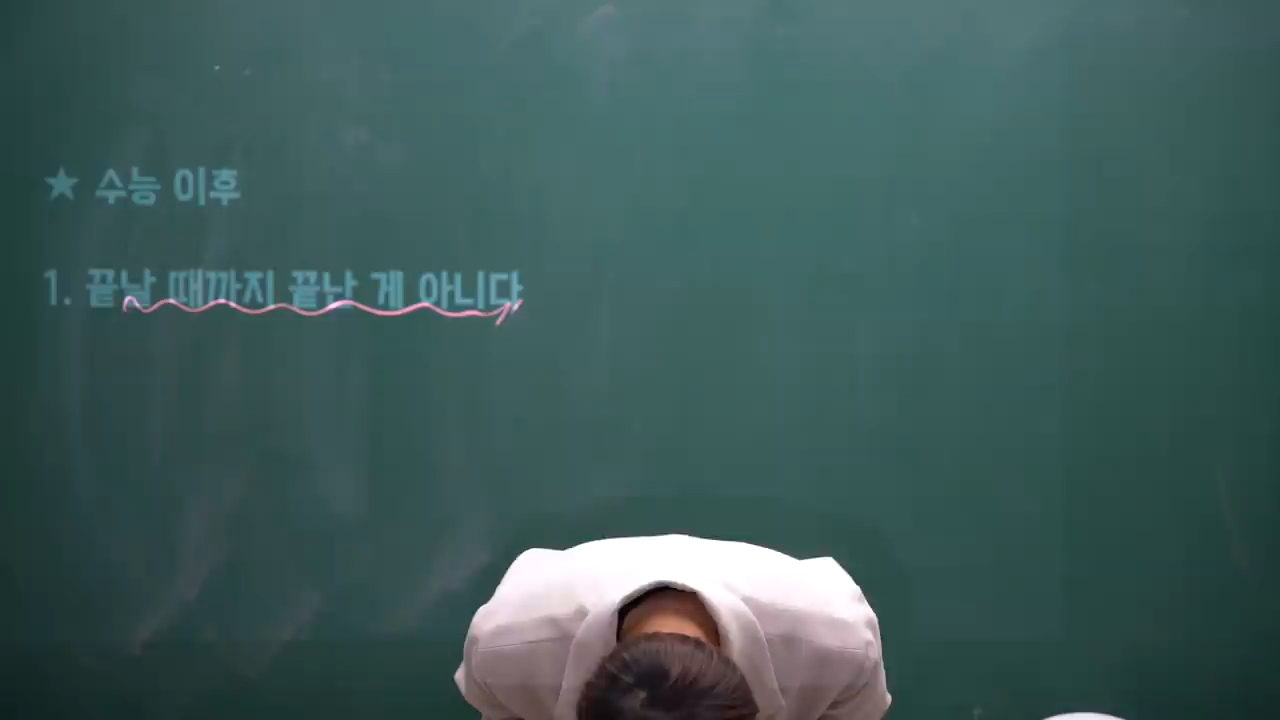 ★ 수능 이후
1. 끝날 때까지 끝난 게 아니다